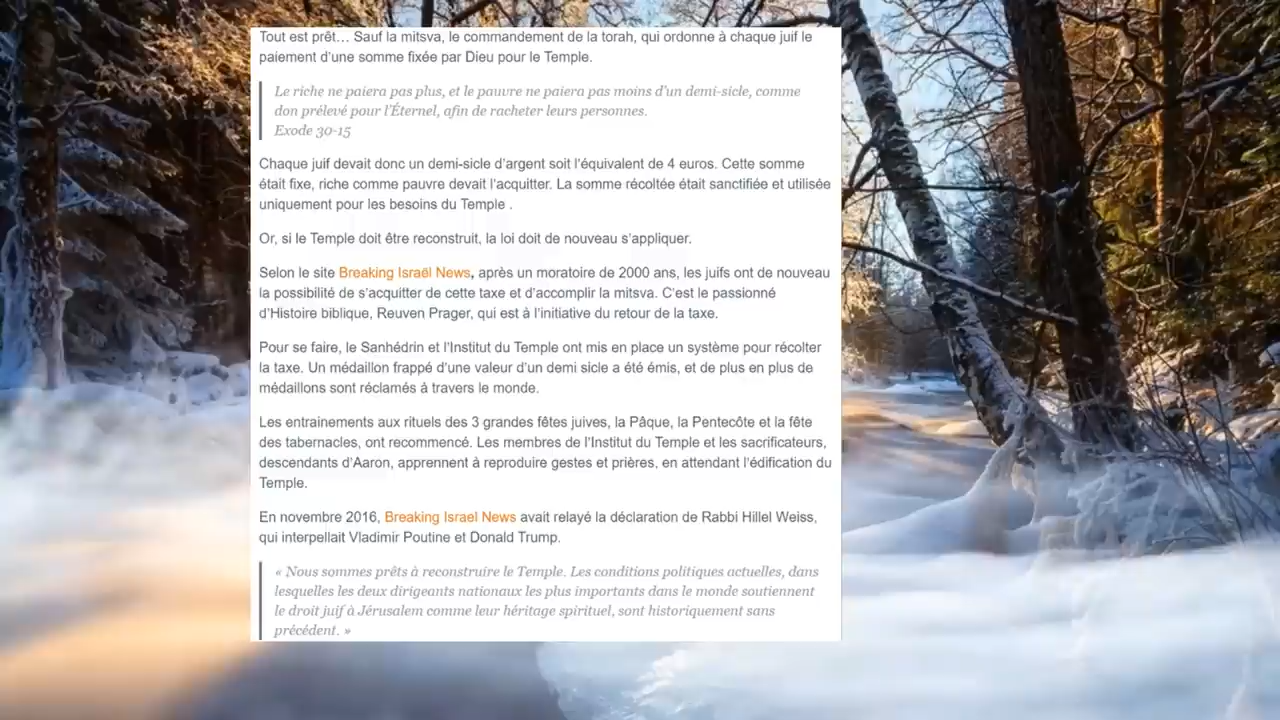 Tout est prêt… Sauf la mitsva, le commandement de la torah, qui ordonne à chaque juif le
paiement d'une somme fixée par Dieu pour le Temple.
Le riche ne paiera pas plus, et le pauvre ne paiera pas moins d'un demi-sicle, comme
don prélevé pour l'Éternel, afin de racheter leurs personnes.
Exode 30-15
Chaque juif devait donc un demi-sicle d'argent soit l'équivalent de 4 euros. Cette somme
était fixe, riche comme pauvre devait l'acquitter. La somme récoltée était sanctifiée et utilisée
uniquement pour les besoins du Temple .
Or, si le Temple doit être reconstruit, la loi doit de nouveau s'appliquer.
Selon le site Breaking Israël News, après un moratoire de 2000 ans, les juifs ont de nouveau
la possibilité de s'acquitter de cette taxe et d'accomplir la mitsva. C'est le passionné
d'Histoire biblique, Reuven Prager, qui est à l'initiative du retour de la taxe.
Pour se faire, le Sanhédrin et l'Institut du Temple ont mis en place un système pour récolter
la taxe. Un médaillon frappé d'une valeur d'un demi sicle a été émis, et de plus en plus de
médaillons sont réclamés à travers le monde.
Les entrainements aux rituels des 3 grandes fêtes juives, la Pâque, la Pentecôte et la fête
des tabernacles, ont recommencé. Les membres de l'Institut du Temple et les sacrificateurs,
descendants d'Aaron, apprennent à reproduire gestes et prières, en attendant l'édification du
Temple.
En novembre 2016, Breaking Israel News avait relayé la déclaration de Rabbi Hillel Weiss,
qui interpellait Vladimir Poutine et Donald Trump.
« Nous sommes prêts à reconstruire le Temple. Les conditions politiques actuelles, dans
lesquelles les deux dirigeants nationaux les plus importants dans le monde soutiennent
le droit juif à Jérusalem comme leur héritage spirituel, sont historiquement sans
précédent. »